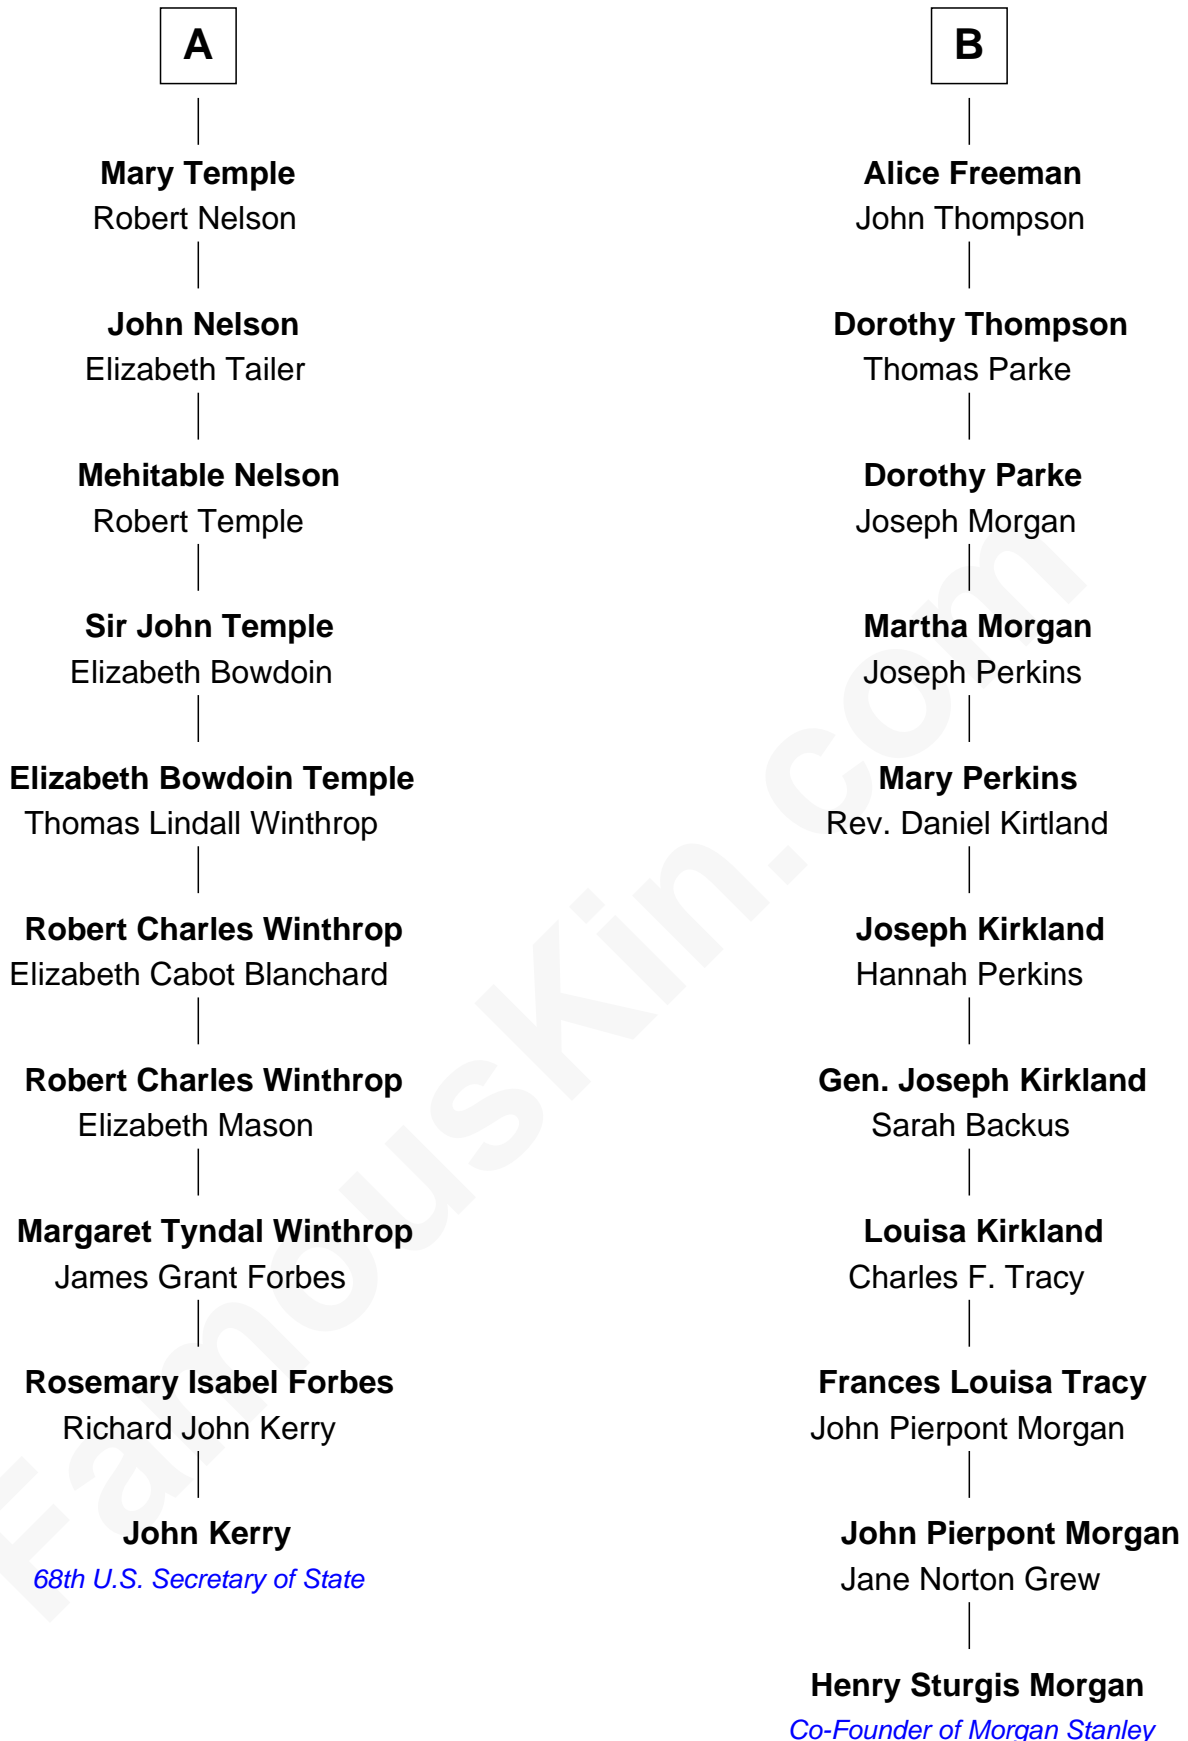 A
Mary Temple
Robert Nelson
John Nelson
Elizabeth Tailer
Mehitable Nelson
Robert Temple
Sir John Temple
Elizabeth Bowdoin
Elizabeth Bowdoin Temple
Thomas Lindall Winthrop
Robert Charles Winthrop
Elizabeth Cabot Blanchard
Robert Charles Winthrop
Elizabeth Mason
Margaret Tyndal Winthrop
James Grant Forbes
Rosemary Isabel Forbes
Richard John Kerry
John Kerry
68th U.S. Secretary of State
B
Alice Freeman
John Thompson
Dorothy Thompson
Thomas Parke
Dorothy Parke
Joseph Morgan
Martha Morgan
Joseph Perkins
Mary Perkins
Rev. Daniel Kirtland
Joseph Kirkland
Hannah Perkins
Gen. Joseph Kirkland
Sarah Backus
Louisa Kirkland
Charles F. Tracy
Frances Louisa Tracy
John Pierpont Morgan
John Pierpont Morgan
Jane Norton Grew
Henry Sturgis Morgan
Co-Founder of Morgan Stanley
FamousKin.com